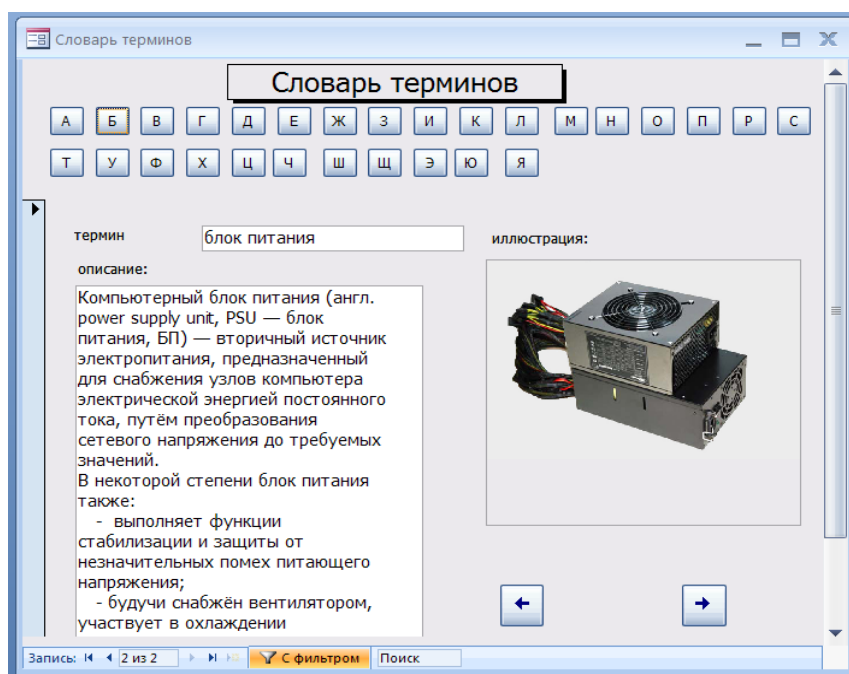 Словарь терминов
Словарь терминов
А Б В Г Д Е Ж З И К Л М Н О П Р С
Т У Ф Х Ц Ч Ш Щ Э Ю Я
термин
блок питания
иллюстрация:
описание:
Компьютерный блок питания (англ.
power supply unit, PSU — блок
питания, БП) — вторичный источник
электропитания, предназначенный
для снабжения узлов компьютера
электрической энергией постоянного
тока, путём преобразования
сетевого напряжения до требуемых
значений.
В некоторой степени блок питания
также:
- выполняет функции
стабилизации и защиты от
незначительных помех питающего
напряжения;
- будучи снабжён вентилятором,
участвует в охлаждении
Запись: 2 из 2 С фильтром Поиск